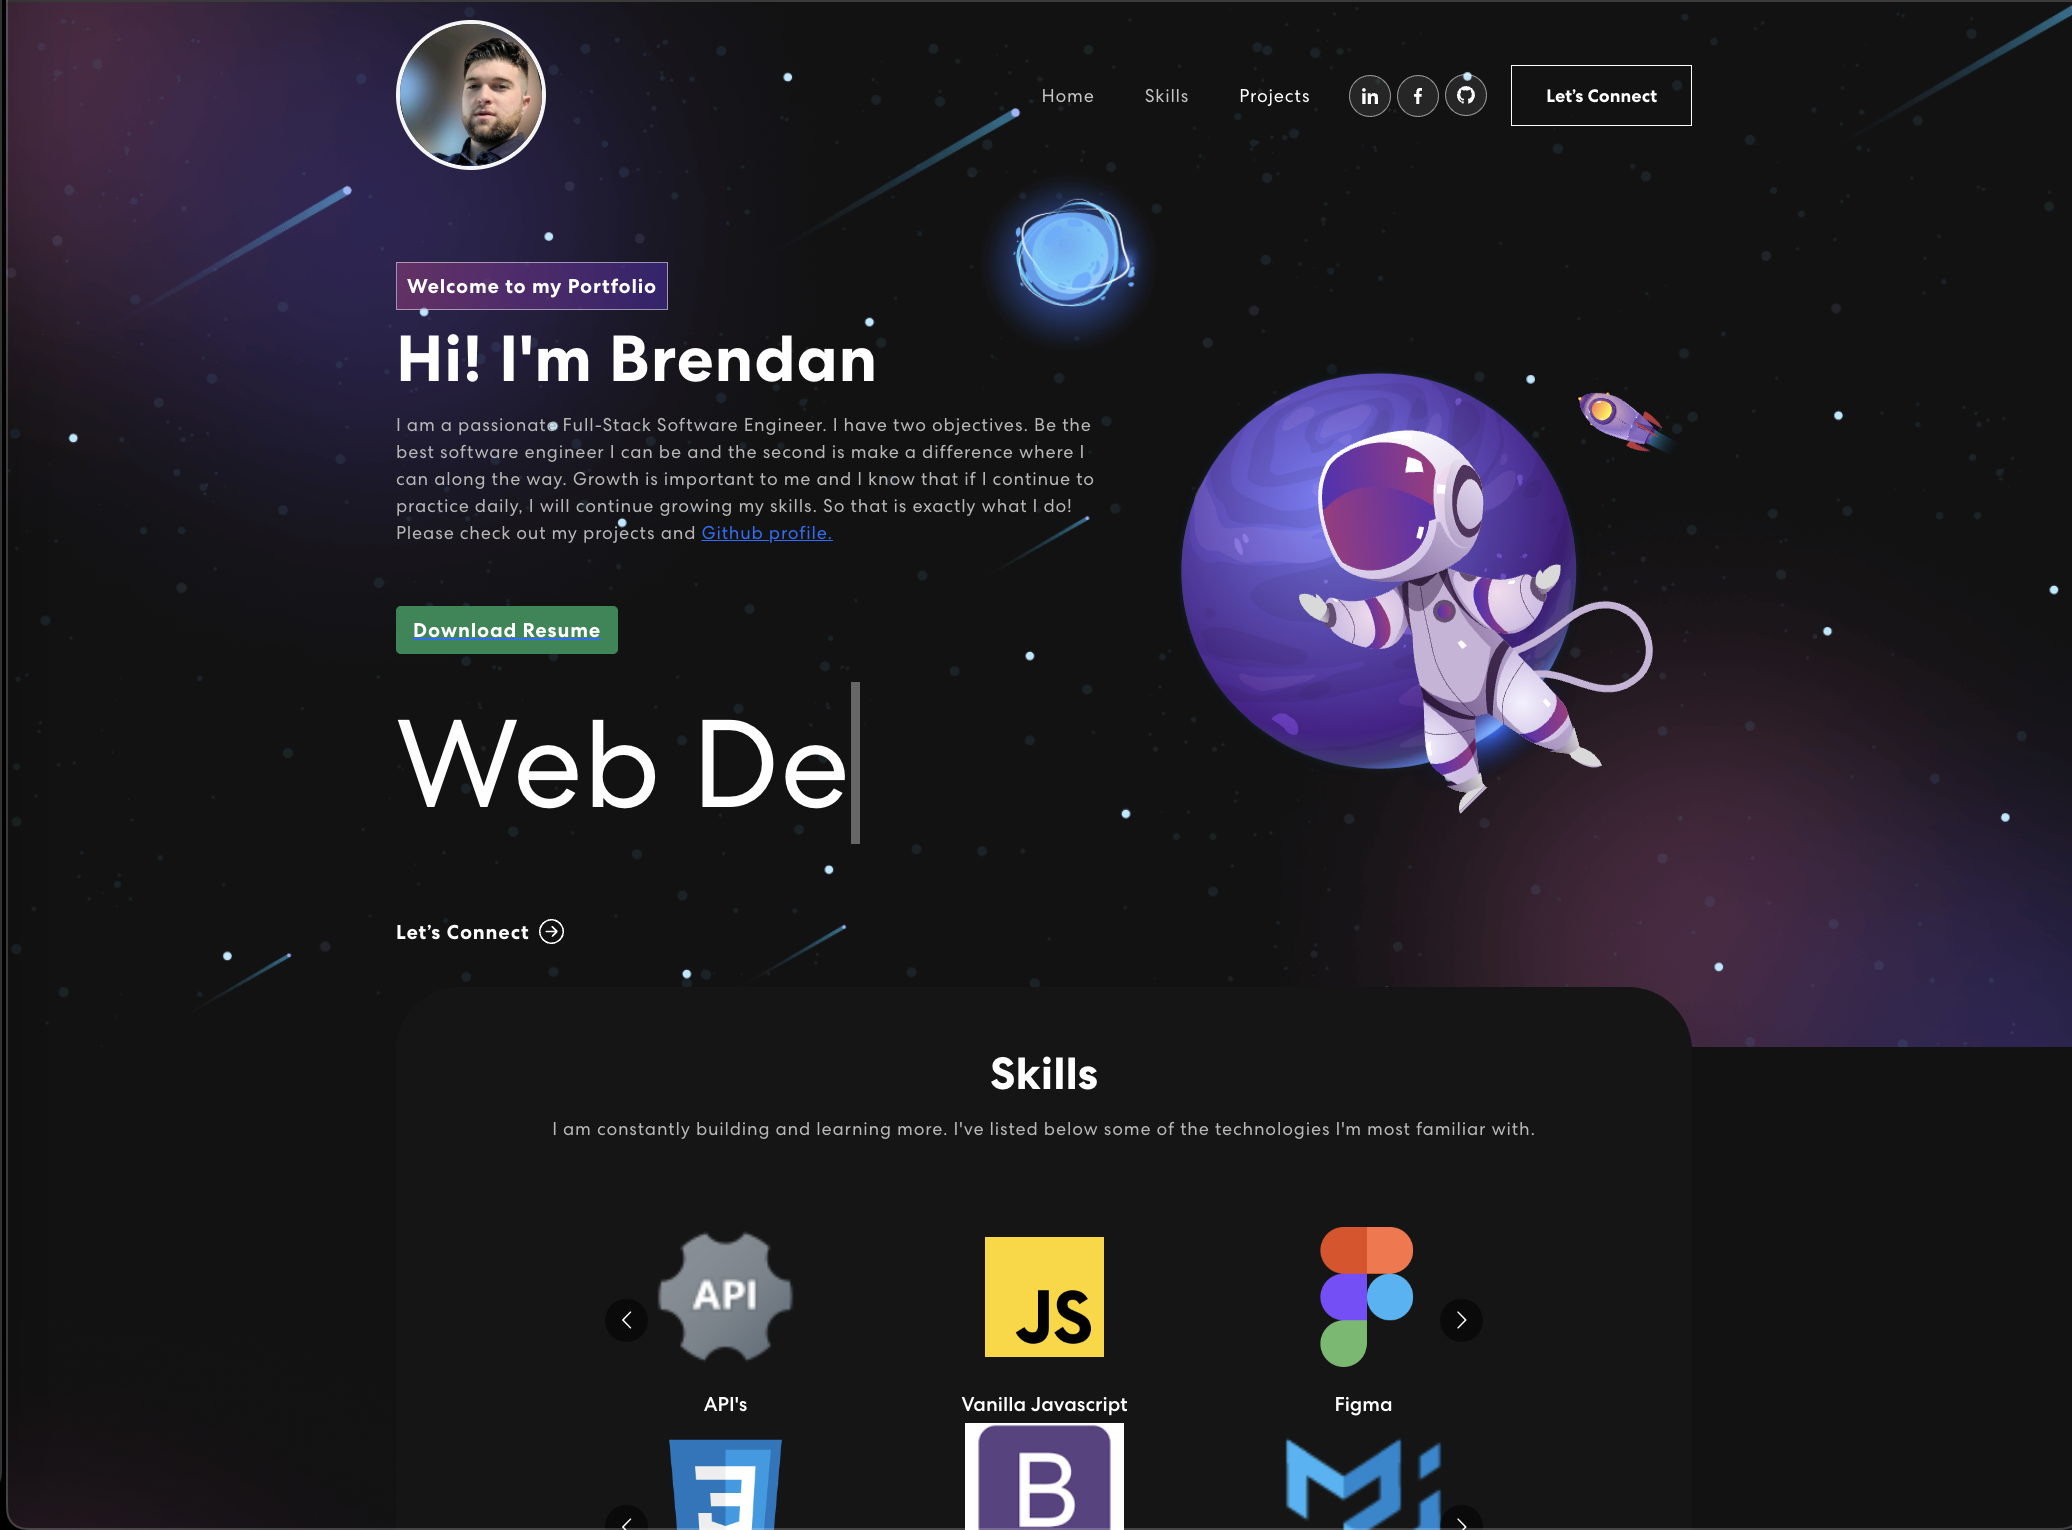 Home Skills Projects in f Let's Connect
Welcome to my Portfolio
Hi! I'm Brendan
I am a passionate Full-Stack Software Engineer. I have two objectives. Be the
best software engineer I can be and the second is make a difference where I
can along the way. Growth is important to me and I know that if I continue to
practice daily, I will continue growing my skills. So that is exactly what I do!
Please check out my projects and Github profile.
Download Resume
Web De
Let's Connect
Skills
I am constantly building and learning more. I've listed below some of the technologies I'm most familiar with.
API
JS
API's
Vanilla Javascript
Figma
3
B